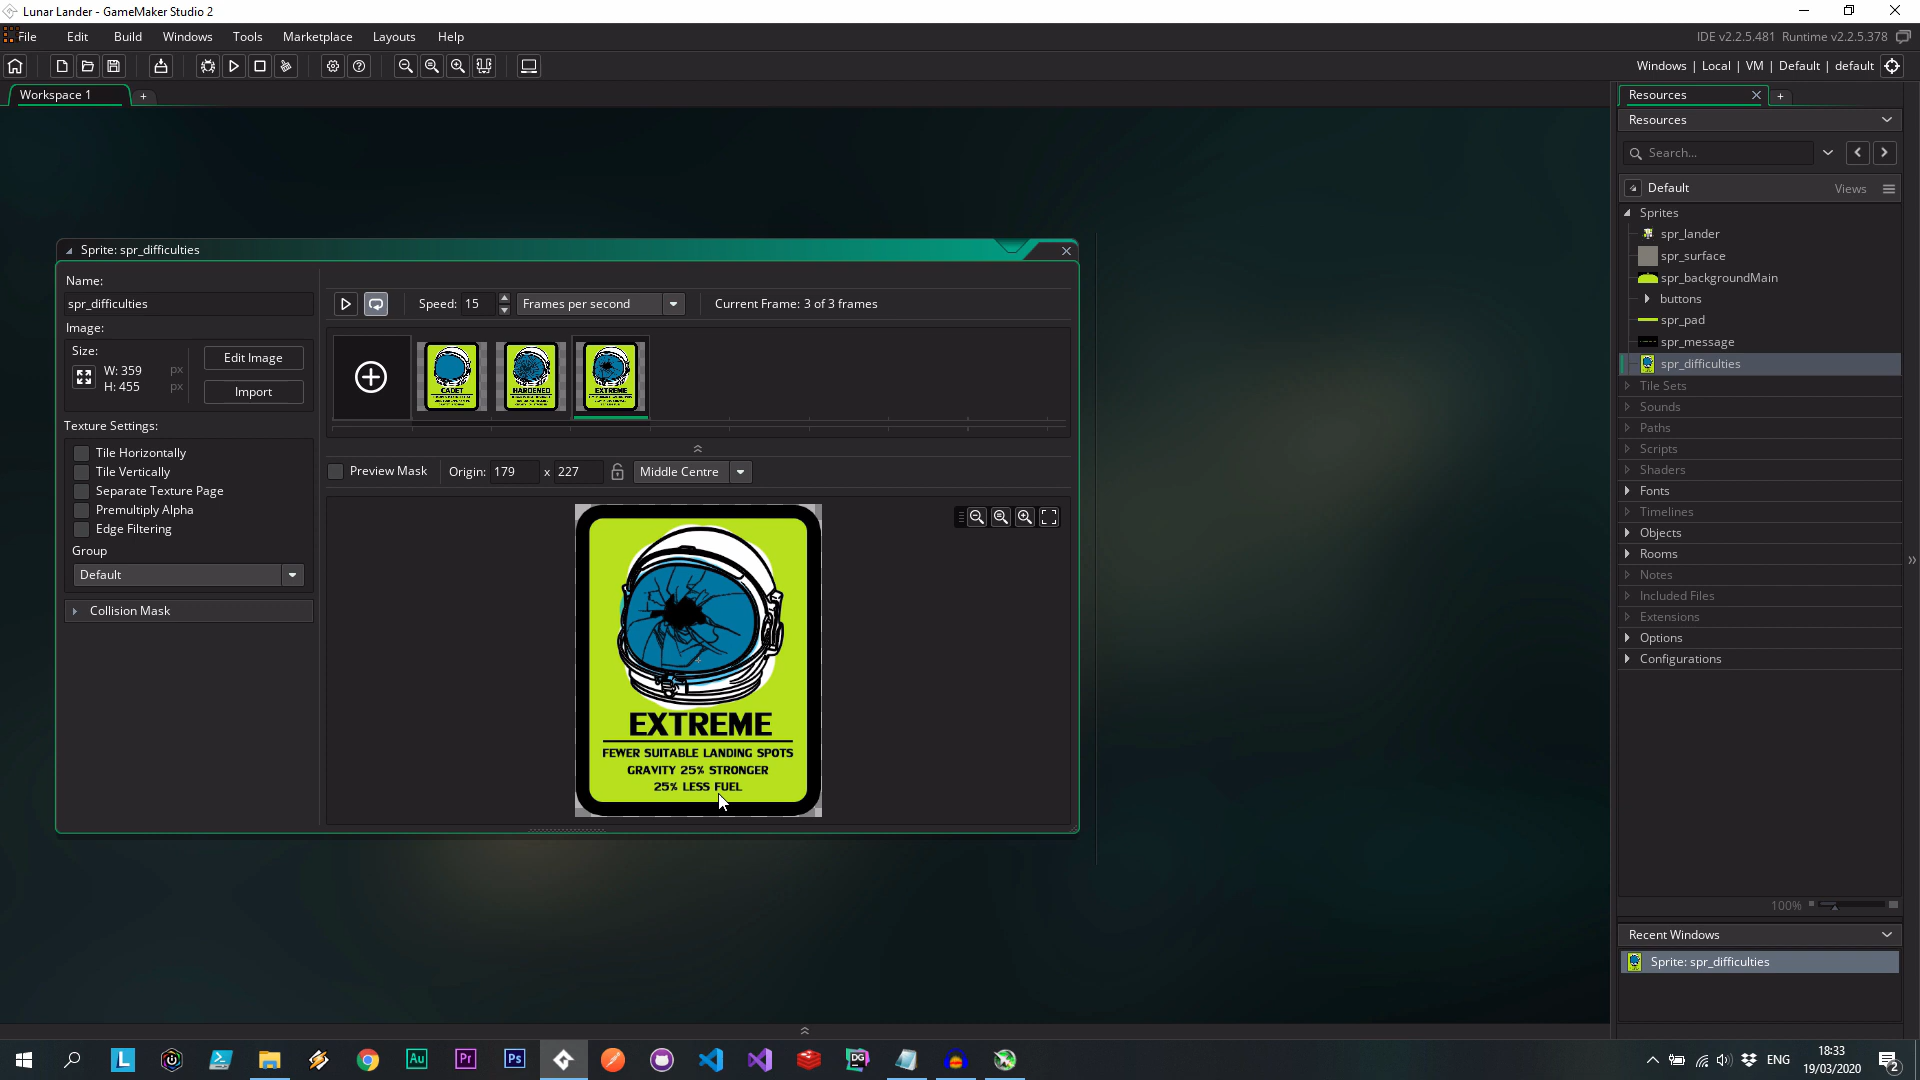 Lunar Lander - GameMaker Studio 2
File Edit Build Windows Tools Marketplace Layouts Help
IDE v2.2.5.481 Runtime v2.2.5.378
Windows | Local | VM | Default | default
Workspace 1
+
Sprite: spr_difficulties
Name:
spr_difficulties
Image:
Size:
W: 359 px
H: 455 px
Edit Image
Import
Texture Settings:
Tile Horizontally
Tile Vertically
Separate Texture Page
Premultiply Alpha
Edge Filtering
Group
Default
Collision Mask
Speed: 15 Frames per second Current Frame: 3 of 3 frames
CADET
HARDENED
EXTREME
Preview Mask Origin: 179 x 227 Middle Centre
EXTREME
FEWER SUITABLE LANDING SPOTS
GRAVITY 25% STRONGER
25% LESS FUEL
Resources
+
Resources
Search...
Default Views
Sprites
spr_lander
spr_surface
spr_backgroundMain
buttons
spr_pad
spr_message
spr_difficulties
Tile Sets
Sounds
Paths
Scripts
Shaders
Fonts
Timelines
Objects
Rooms
Notes
Included Files
Extensions
Options
Configurations
100%
Recent Windows
Sprite: spr_difficulties
L
Au
Pr
Ps
DG
ENG
18:33
19/03/2020
2